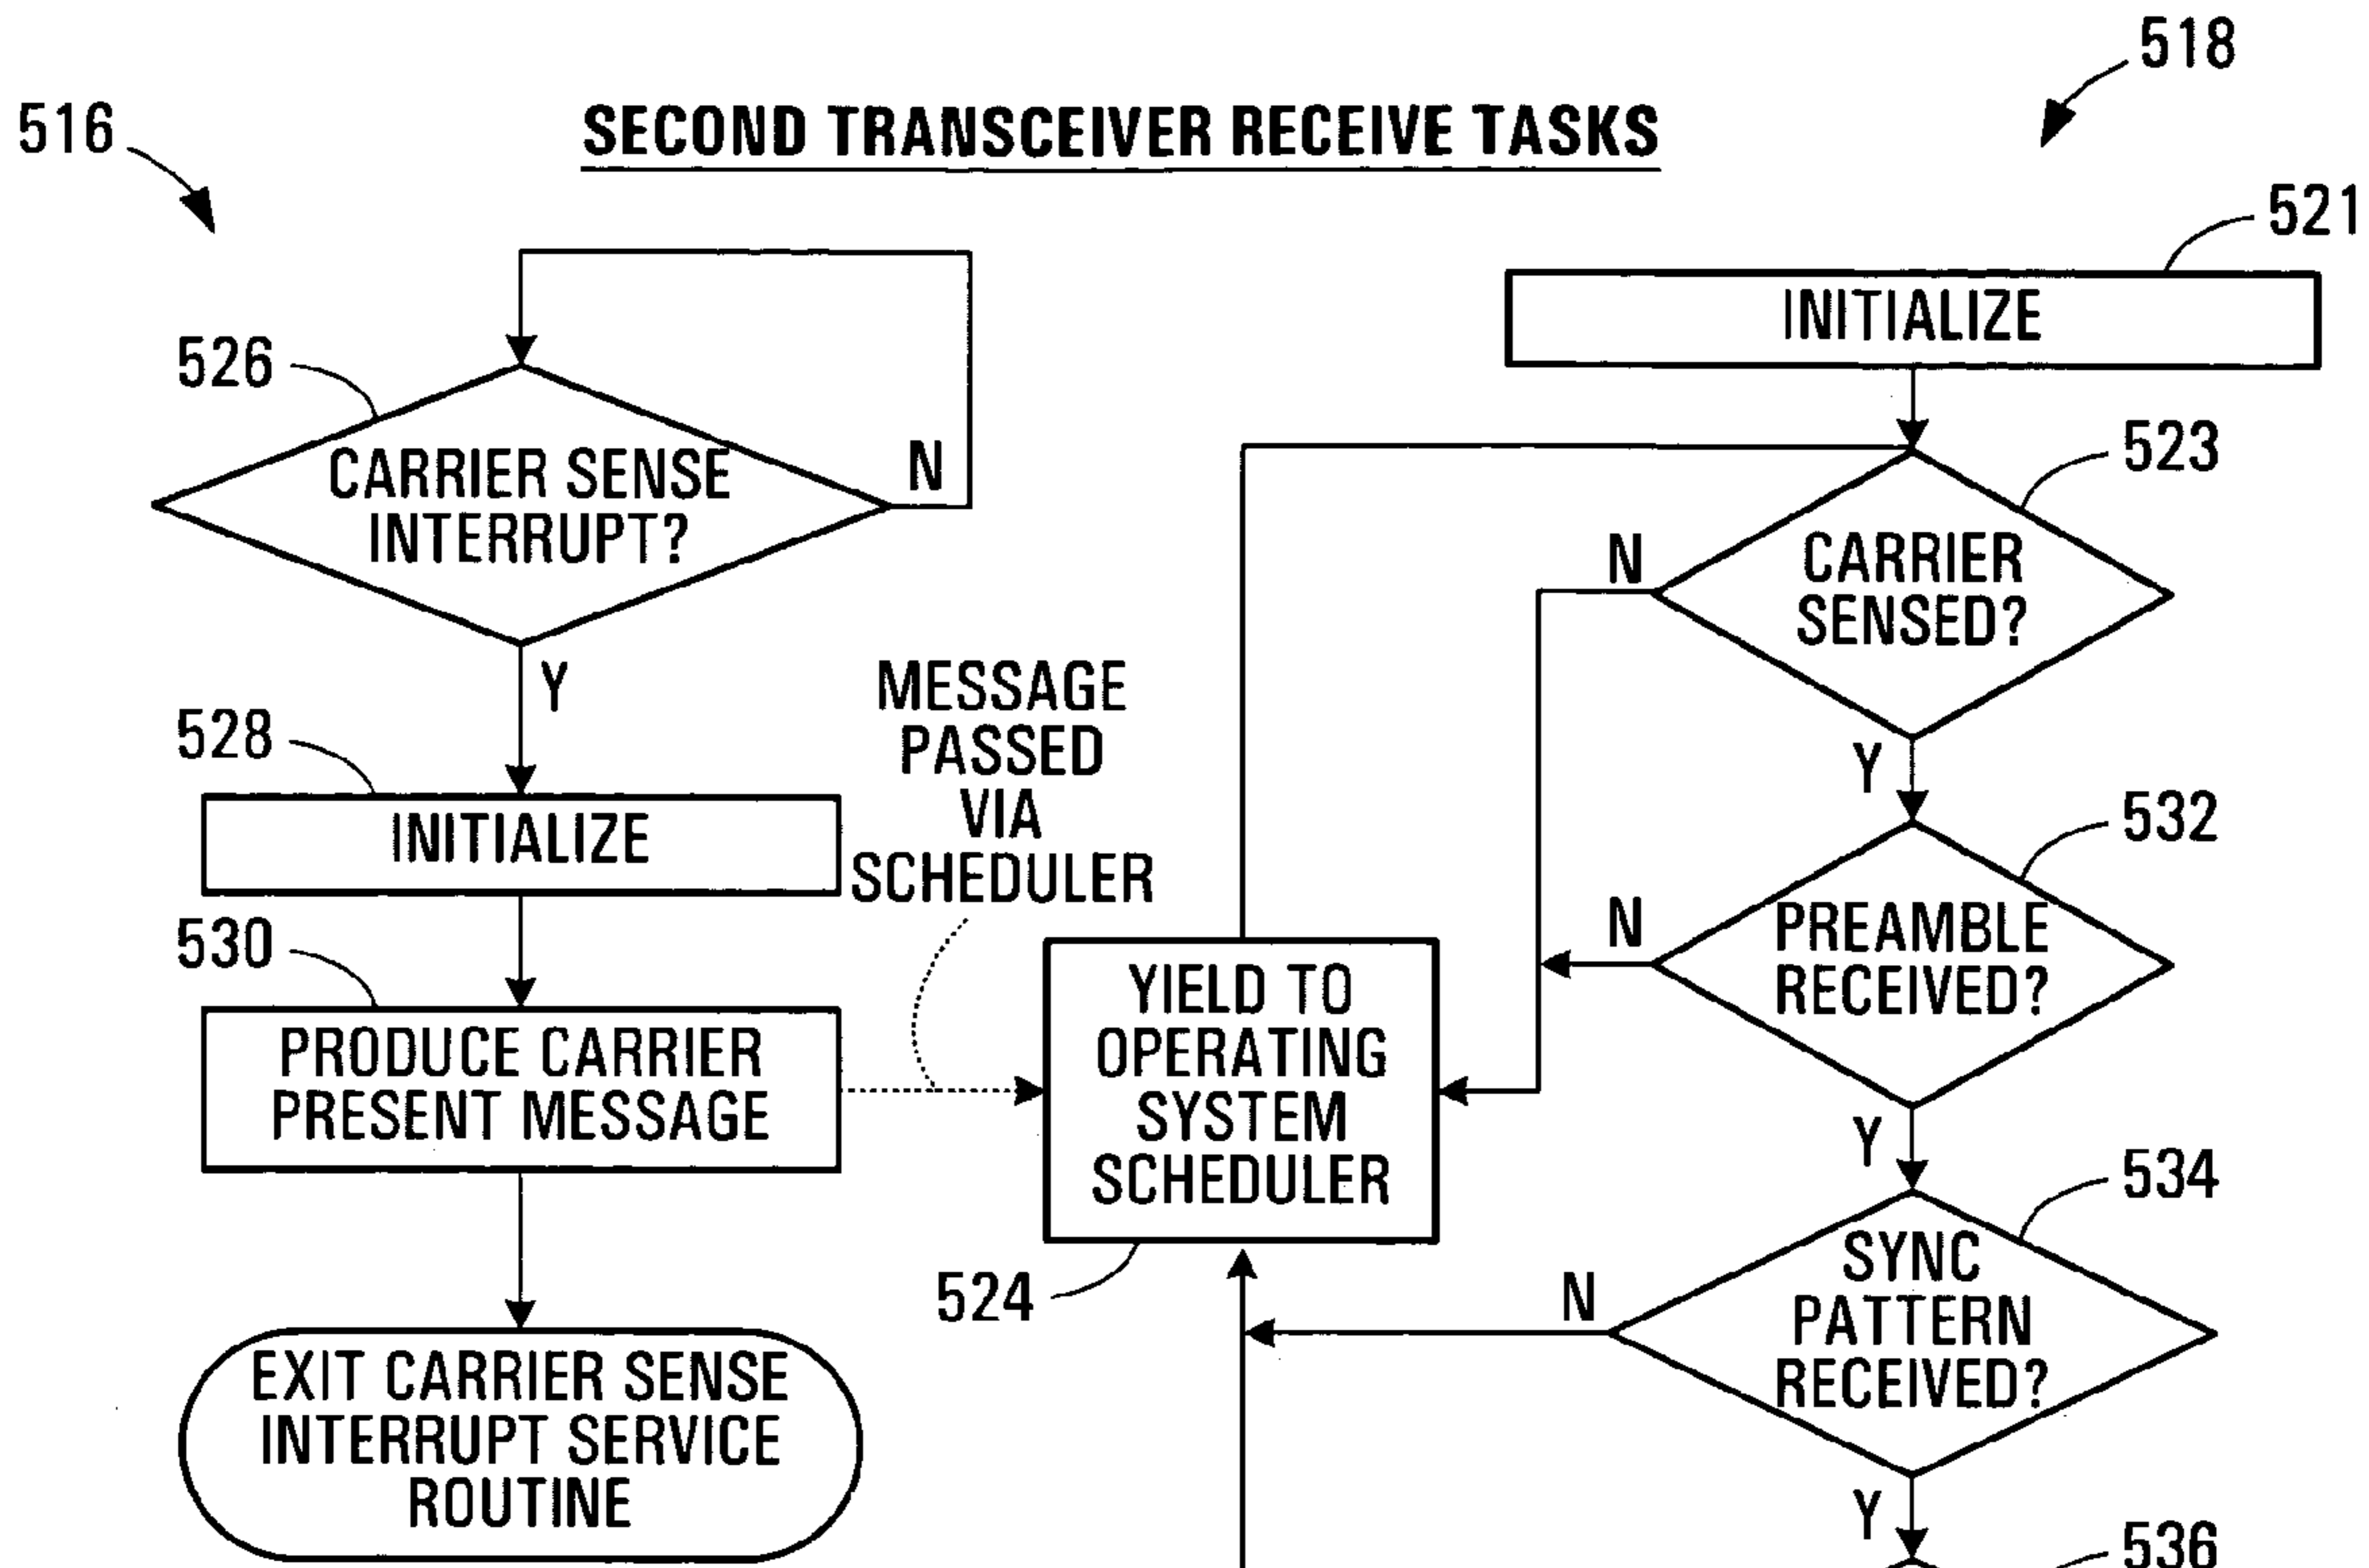 518
516
SECOND TRANSCEIVER RECEIVE TASKS
521
INITIALIZE
526
CARRIER SENSE
INTERRUPT?
N
523
CARRIER
SENSED?
N
Y
Y
MESSAGE
PASSED
VIA
SCHEDULER
528
INITIALIZE
532
PREAMBLE
RECEIVED?
N
Y
530
PRODUCE CARRIER
PRESENT MESSAGE
YIELD TO
OPERATING
SYSTEM
SCHEDULER
524
534
SYNC
PATTERN
RECEIVED?
N
Y
EXIT CARRIER SENSE
INTERRUPT SERVICE
ROUTINE
536